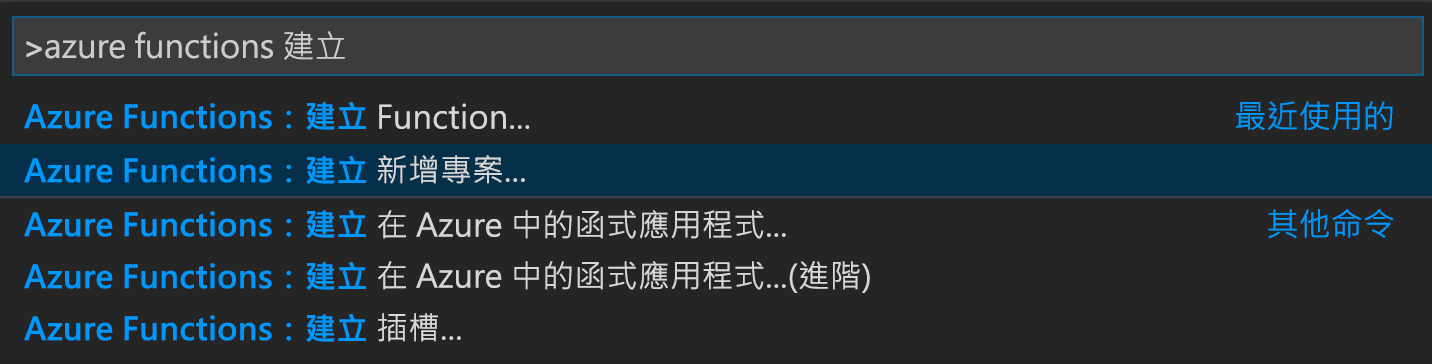 >azure functions 建立
Azure Functions：建立 Function... 最近使用的
Azure Functions：建立 新增專案...
Azure Functions：建立 在 Azure 中的函式應用程式... 其他命令
Azure Functions：建立 在 Azure 中的函式應用程式...(進階)
Azure Functions：建立 插槽...